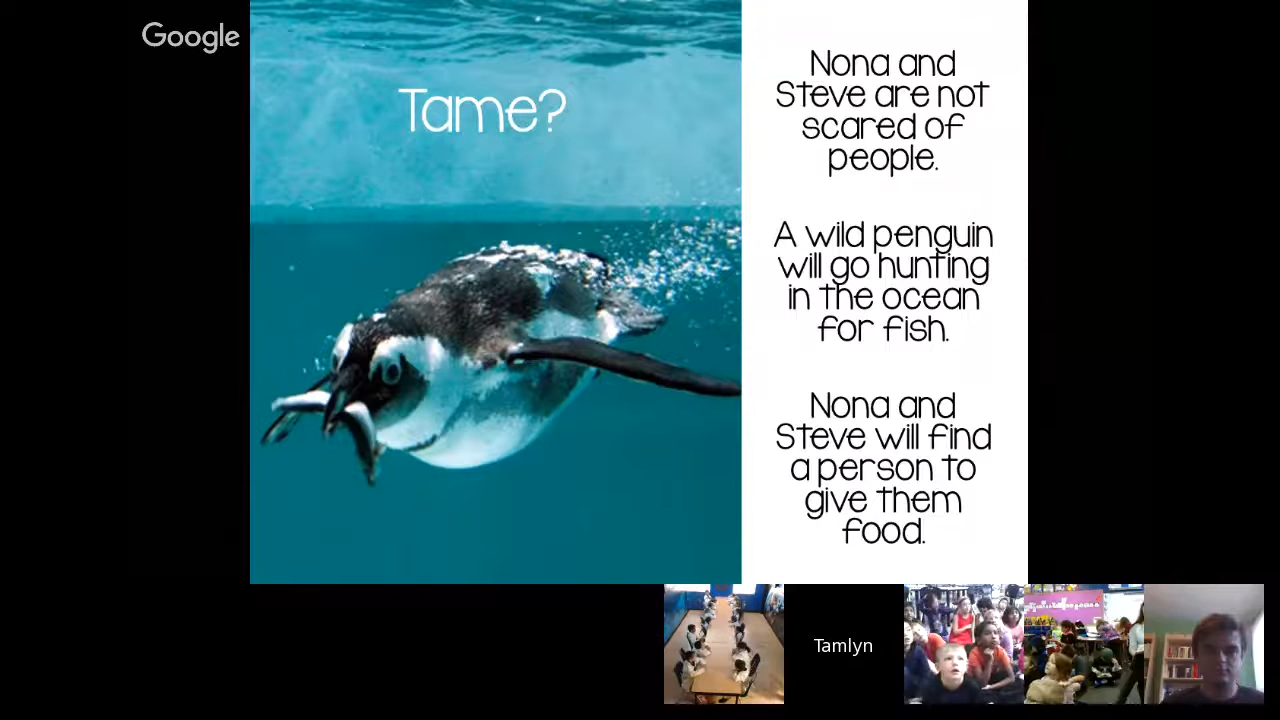 Google
Tame?
Nona and
Steve are not
scared of
people.
A wild penguin
will go hunting
in the ocean
for fish.
Nona and
Steve will find
a person to
give them
food.
Tamlyn